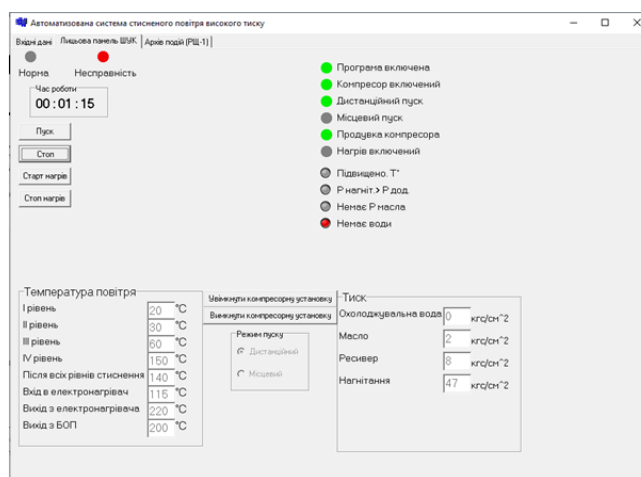 Автоматизована система стисненого повітря високого тиску
Вхідні дані Лицьова панель ШУК Архів подій (РЩ-1)
Норма Несправність
Час роботи
00 : 01 : 15
Пуск
Стоп
Старт нагрів
Стоп нагрів
Програма включена
Компресор включений
Дистанційний пуск
Місцевий пуск
Продувка компресора
Нагрів включений
Підвищено. Т°
Р нагніт.> Р дод.
Немає Р масла
Немає води
Температура повітря
I рівень 20 °C
II рівень 30 °C
III рівень 60 °C
IV рівень 150 °C
Після всіх рівнів стиснення 140 °C
Вхід в електронагрівач 115 °C
Вихід з електронагрівача 220 °C
Вихід з БОП 200 °C
Увімкнути компресорну установку
Вимкнути компресорну установку
Режим пуску
Дистанційний
Місцевий
Тиск
Охолоджувальна вода 0 кгс/см^2
Масло 2 кгс/см^2
Ресивер 8 кгс/см^2
Нагнітання 47 кгс/см^2